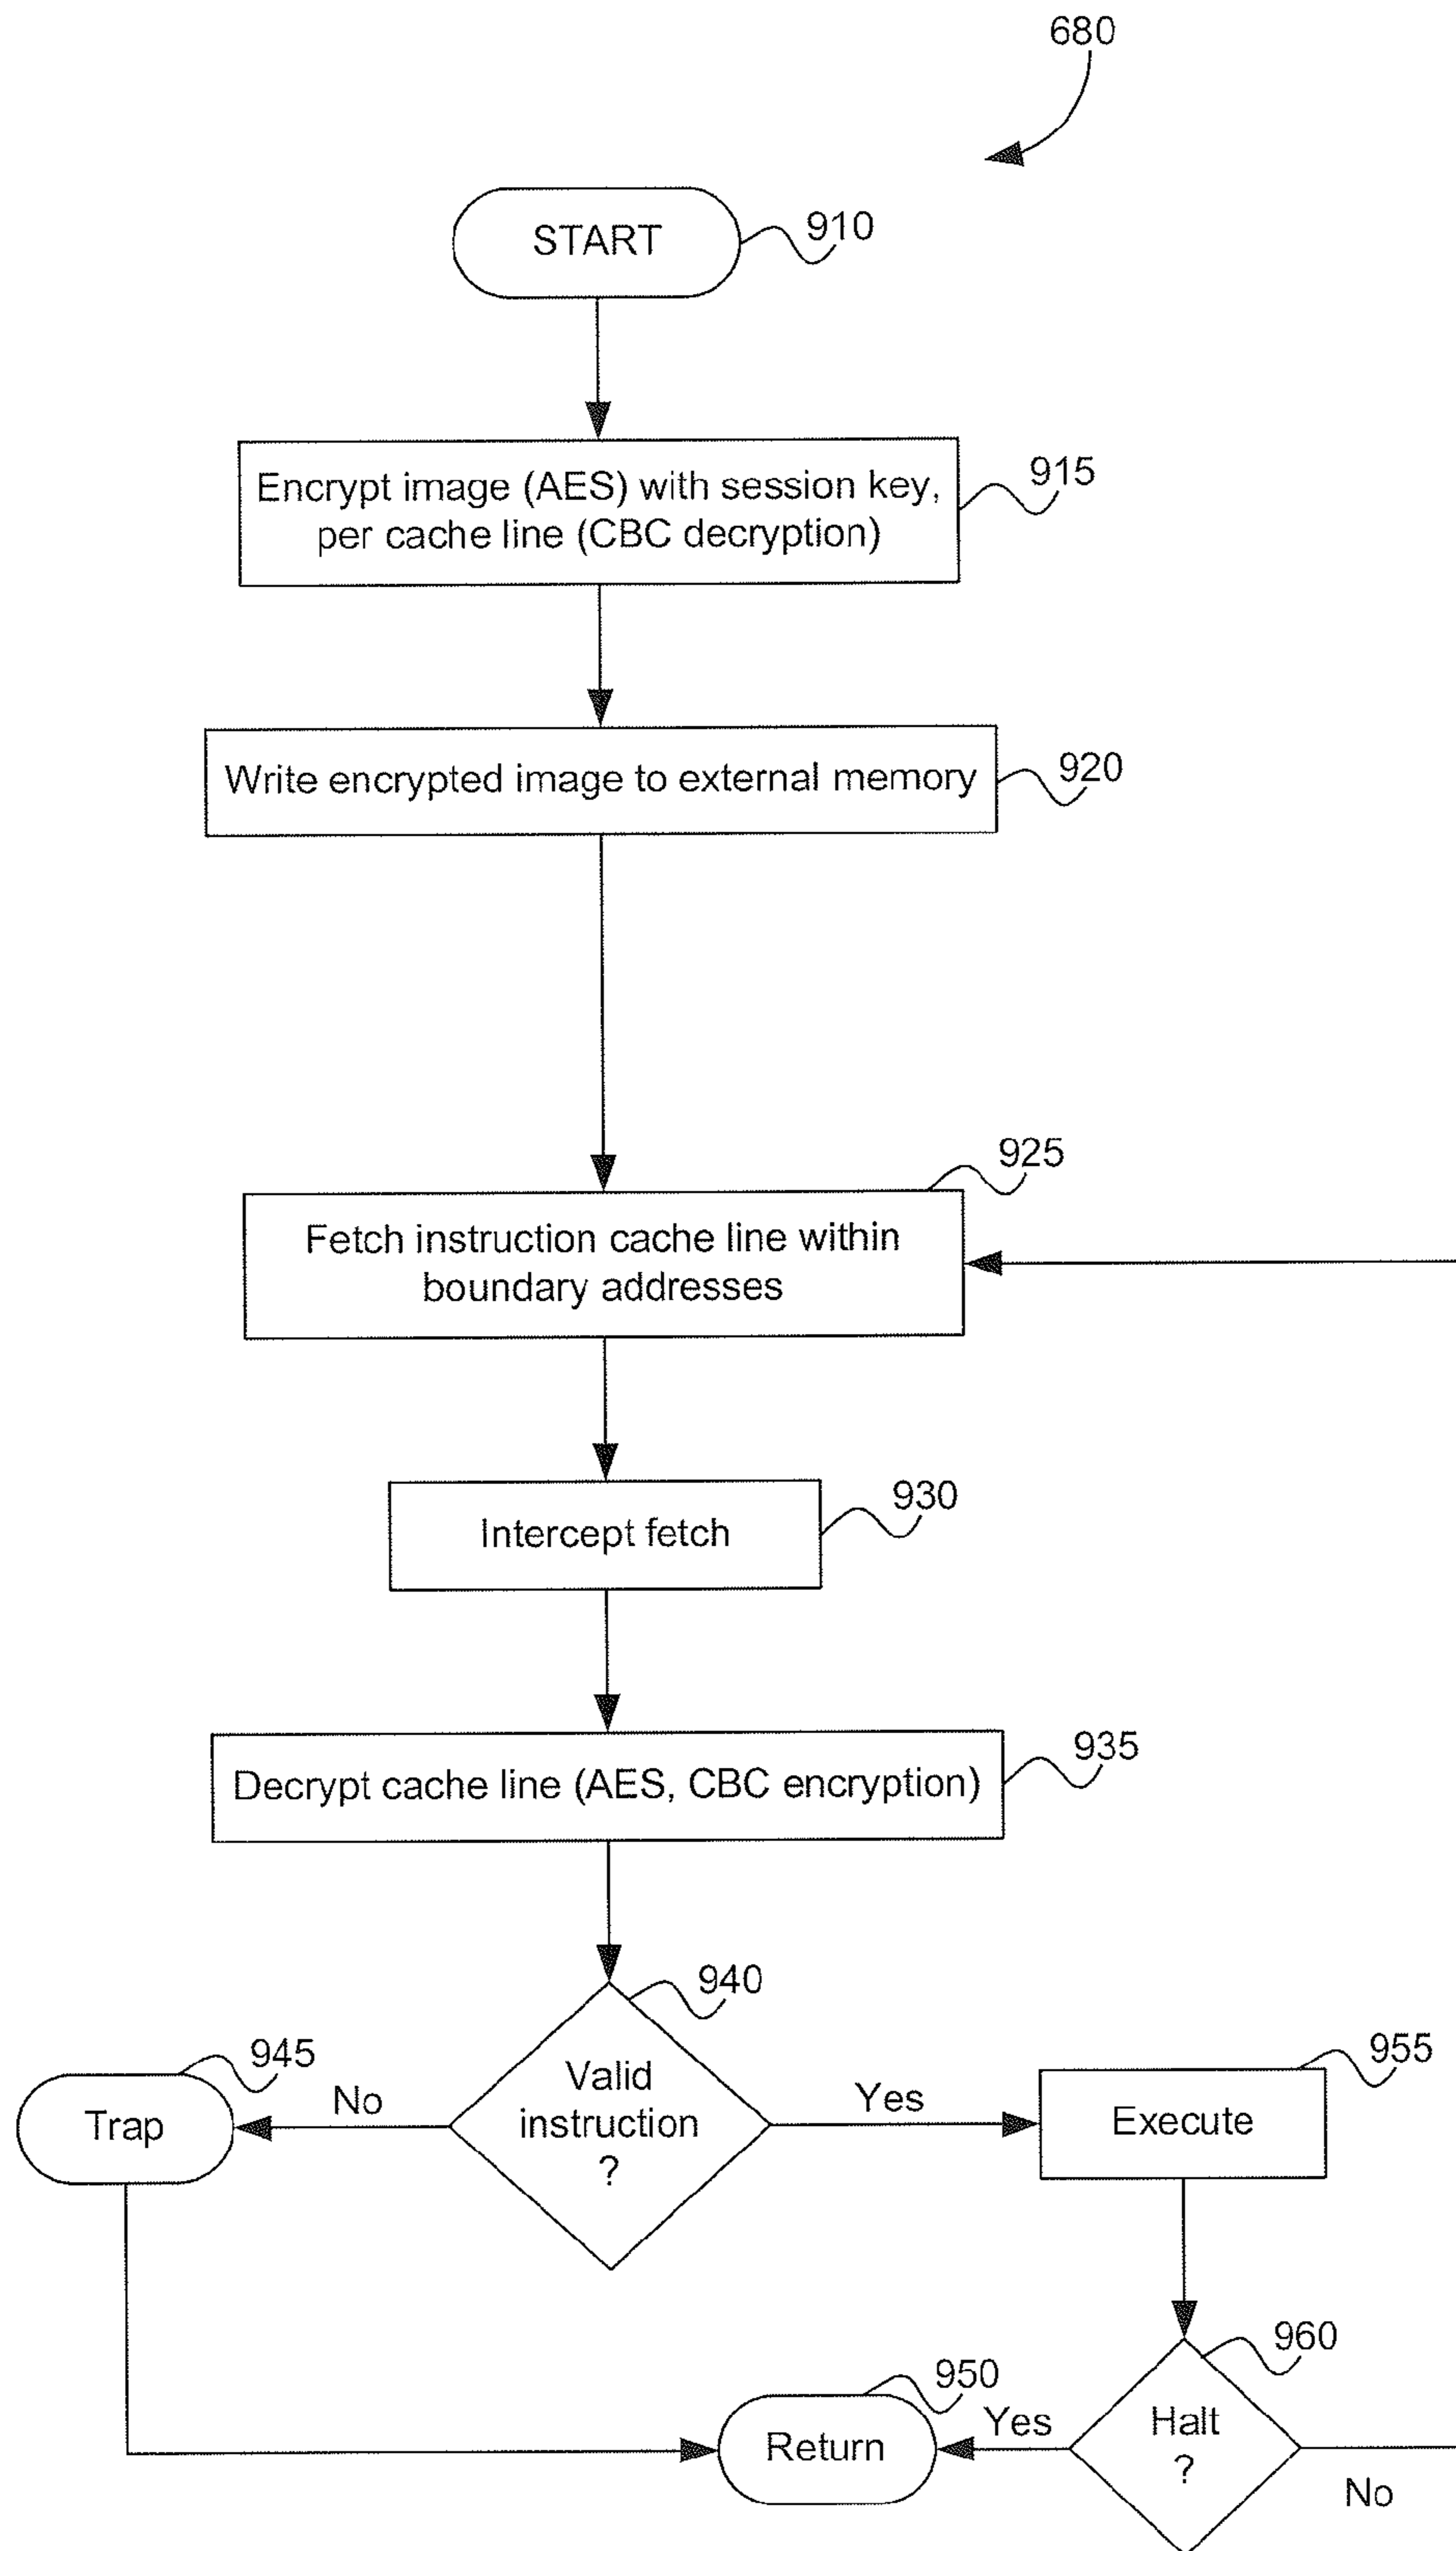 680
START
910
Encrypt image (AES) with session key,
per cache line (CBC decryption)
915
Write encrypted image to external memory
920
925
Fetch instruction cache line within
boundary addresses
930
Intercept fetch
935
Decrypt cache line (AES, CBC encryption)
940
Valid
instruction
?
945
Trap
No
Yes
955
Execute
960
Halt
?
950
Return
Yes
No